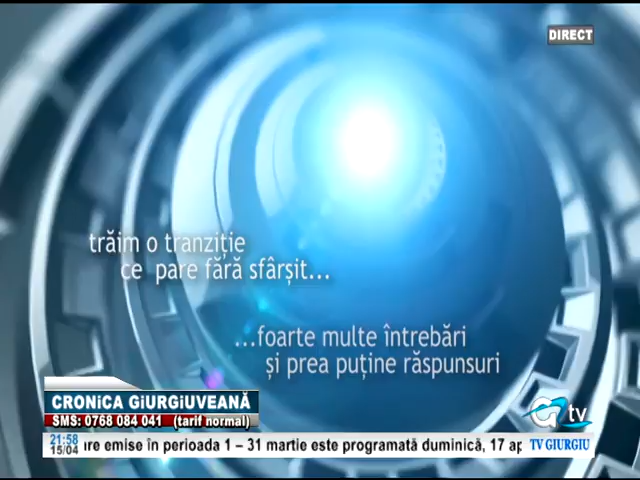 DIRECT
trăim o tranziție
ce pare fără sfârșit...
...foarte multe întrebări
și prea puține răspunsuri
CRONiCA GiURGiUVEANĂ
SMS: 0768 084 041 (tarif normal)
G tv
21:58
15/04
are emise în perioada 1 – 31 martie este programată duminică, 17 ap
TV GIURGIU